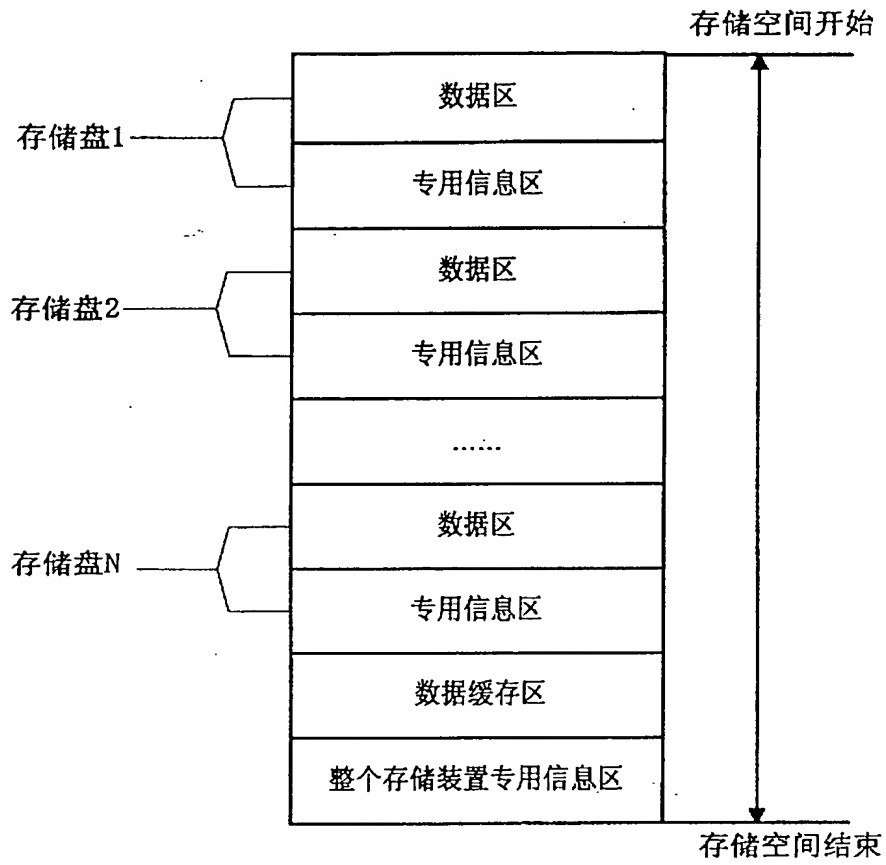 存储空间开始
数据区
存储盘1
专用信息区
数据区
存储盘2
专用信息区
……
数据区
存储盘N
专用信息区
数据缓存区
整个存储装置专用信息区
存储空间结束